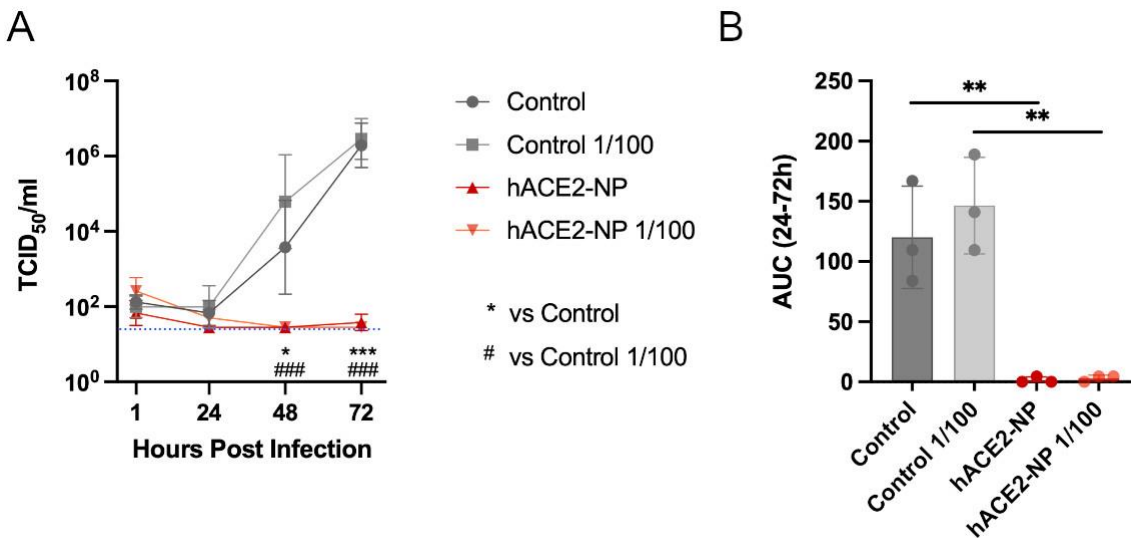 A
TCID50/ml
10^8
10^6
10^4
10^2
10^0
* ***
### ###
1 24 48 72
Hours Post Infection
Control
Control 1/100
hACE2-NP
hACE2-NP 1/100
* vs Control
# vs Control 1/100
B
AUC (24-72h)
250
200
150
100
50
0
**
**
Control
Control 1/100
hACE2-NP
hACE2-NP 1/100